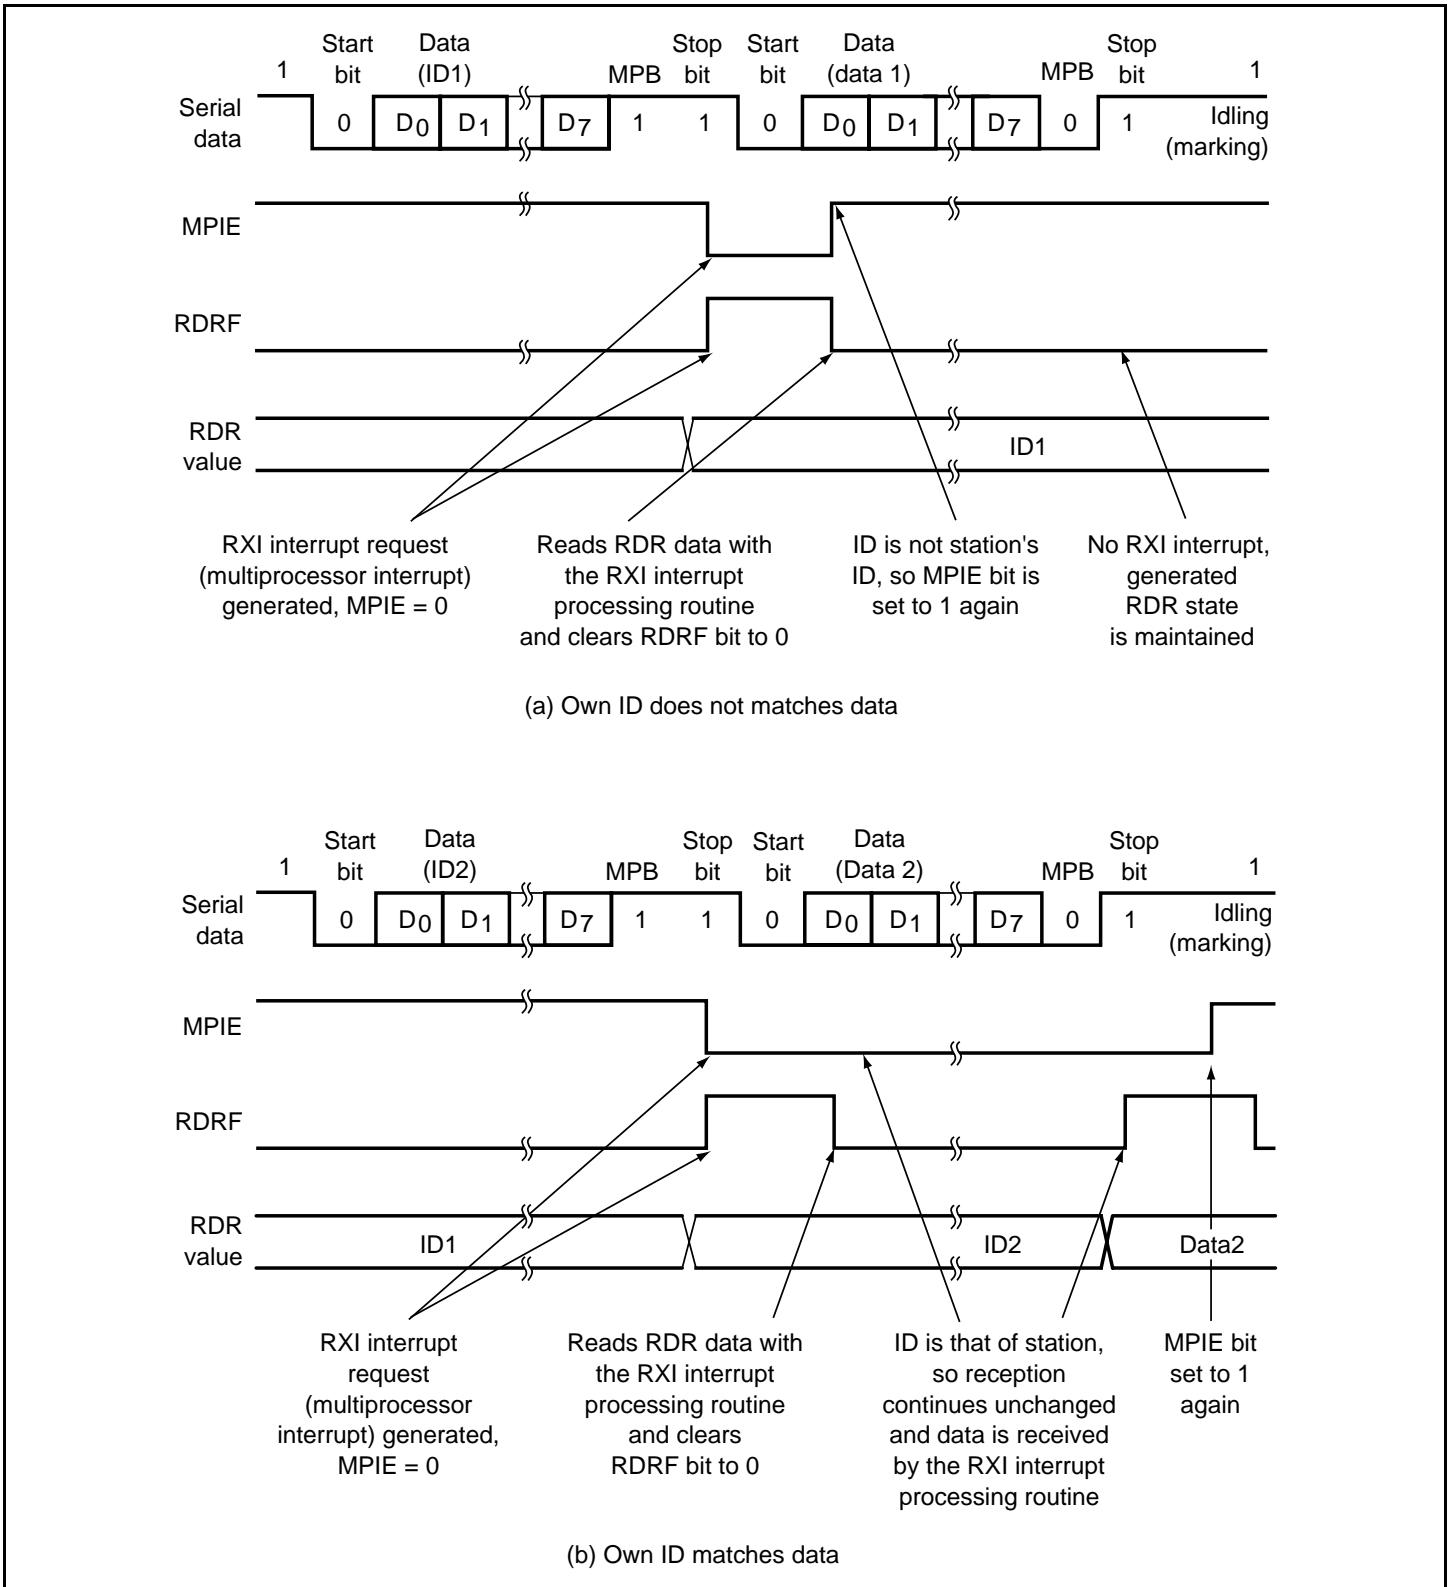 Start Data Stop Start Data Stop
1 bit (ID1) MPB bit bit (data 1) MPB bit 1
Serial data 0 D0 D1 D7 1 1 0 D0 D1 D7 0 1 Idling (marking)
MPIE
RDRF
RDR
value
ID1
RXI interrupt request
(multiprocessor interrupt)
generated, MPIE = 0
Reads RDR data with
the RXI interrupt
processing routine
and clears RDRF bit to 0
ID is not station's
ID, so MPIE bit is
set to 1 again
No RXI interrupt,
generated
RDR state
is maintained
(a) Own ID does not matches data
Start Data Stop Start Data Stop
1 bit (ID2) MPB bit bit (Data 2) MPB bit 1
Serial data 0 D0 D1 D7 1 1 0 D0 D1 D7 0 1 Idling (marking)
MPIE
RDRF
RDR
value
ID1 ID2 Data2
RXI interrupt
request
(multiprocessor
interrupt) generated,
MPIE = 0
Reads RDR data with
the RXI interrupt
processing routine
and clears
RDRF bit to 0
ID is that of station,
so reception
continues unchanged
and data is received
by the RXI interrupt
processing routine
MPIE bit
set to 1
again
(b) Own ID matches data